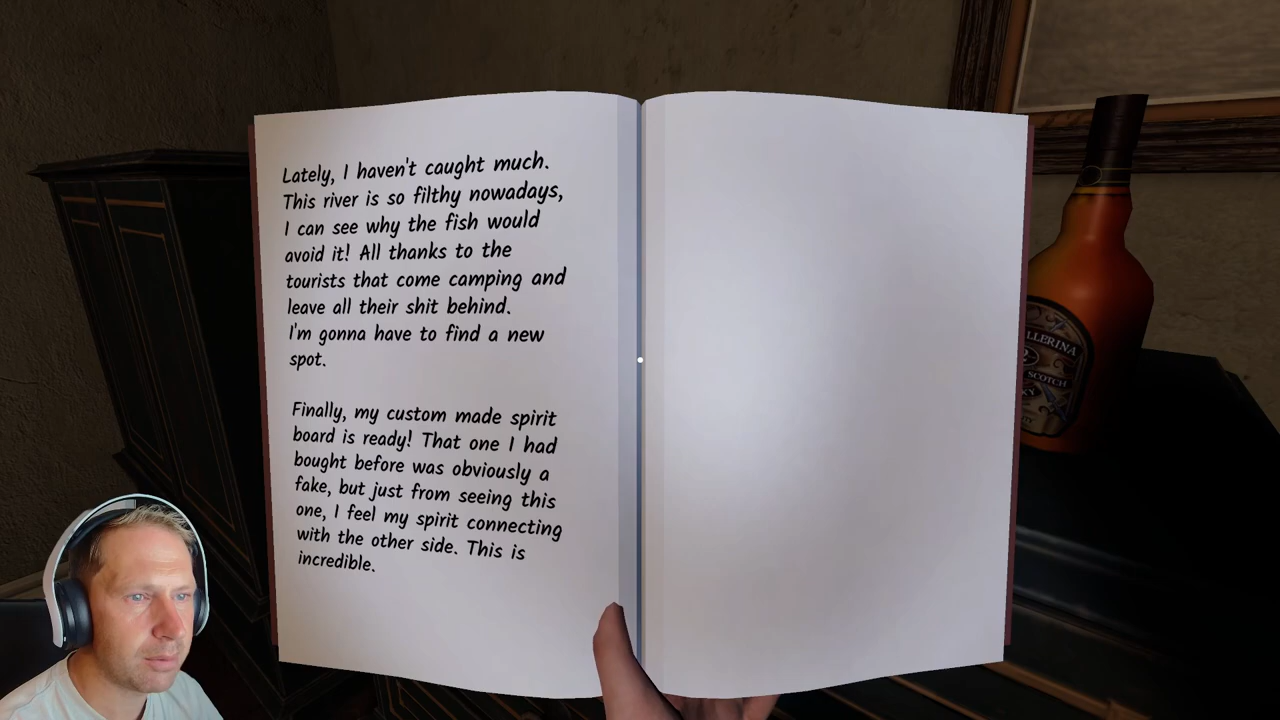 Lately, I haven't caught much.
This river is so filthy nowadays,
I can see why the fish would
avoid it! All thanks to the
tourists that come camping and
leave all their shit behind.
I'm gonna have to find a new
spot.
Finally, my custom made spirit
board is ready! That one I had
bought before was obviously a
fake, but just from seeing this
one, I feel my spirit connecting
with the other side. This is
incredible.
SCOTCH